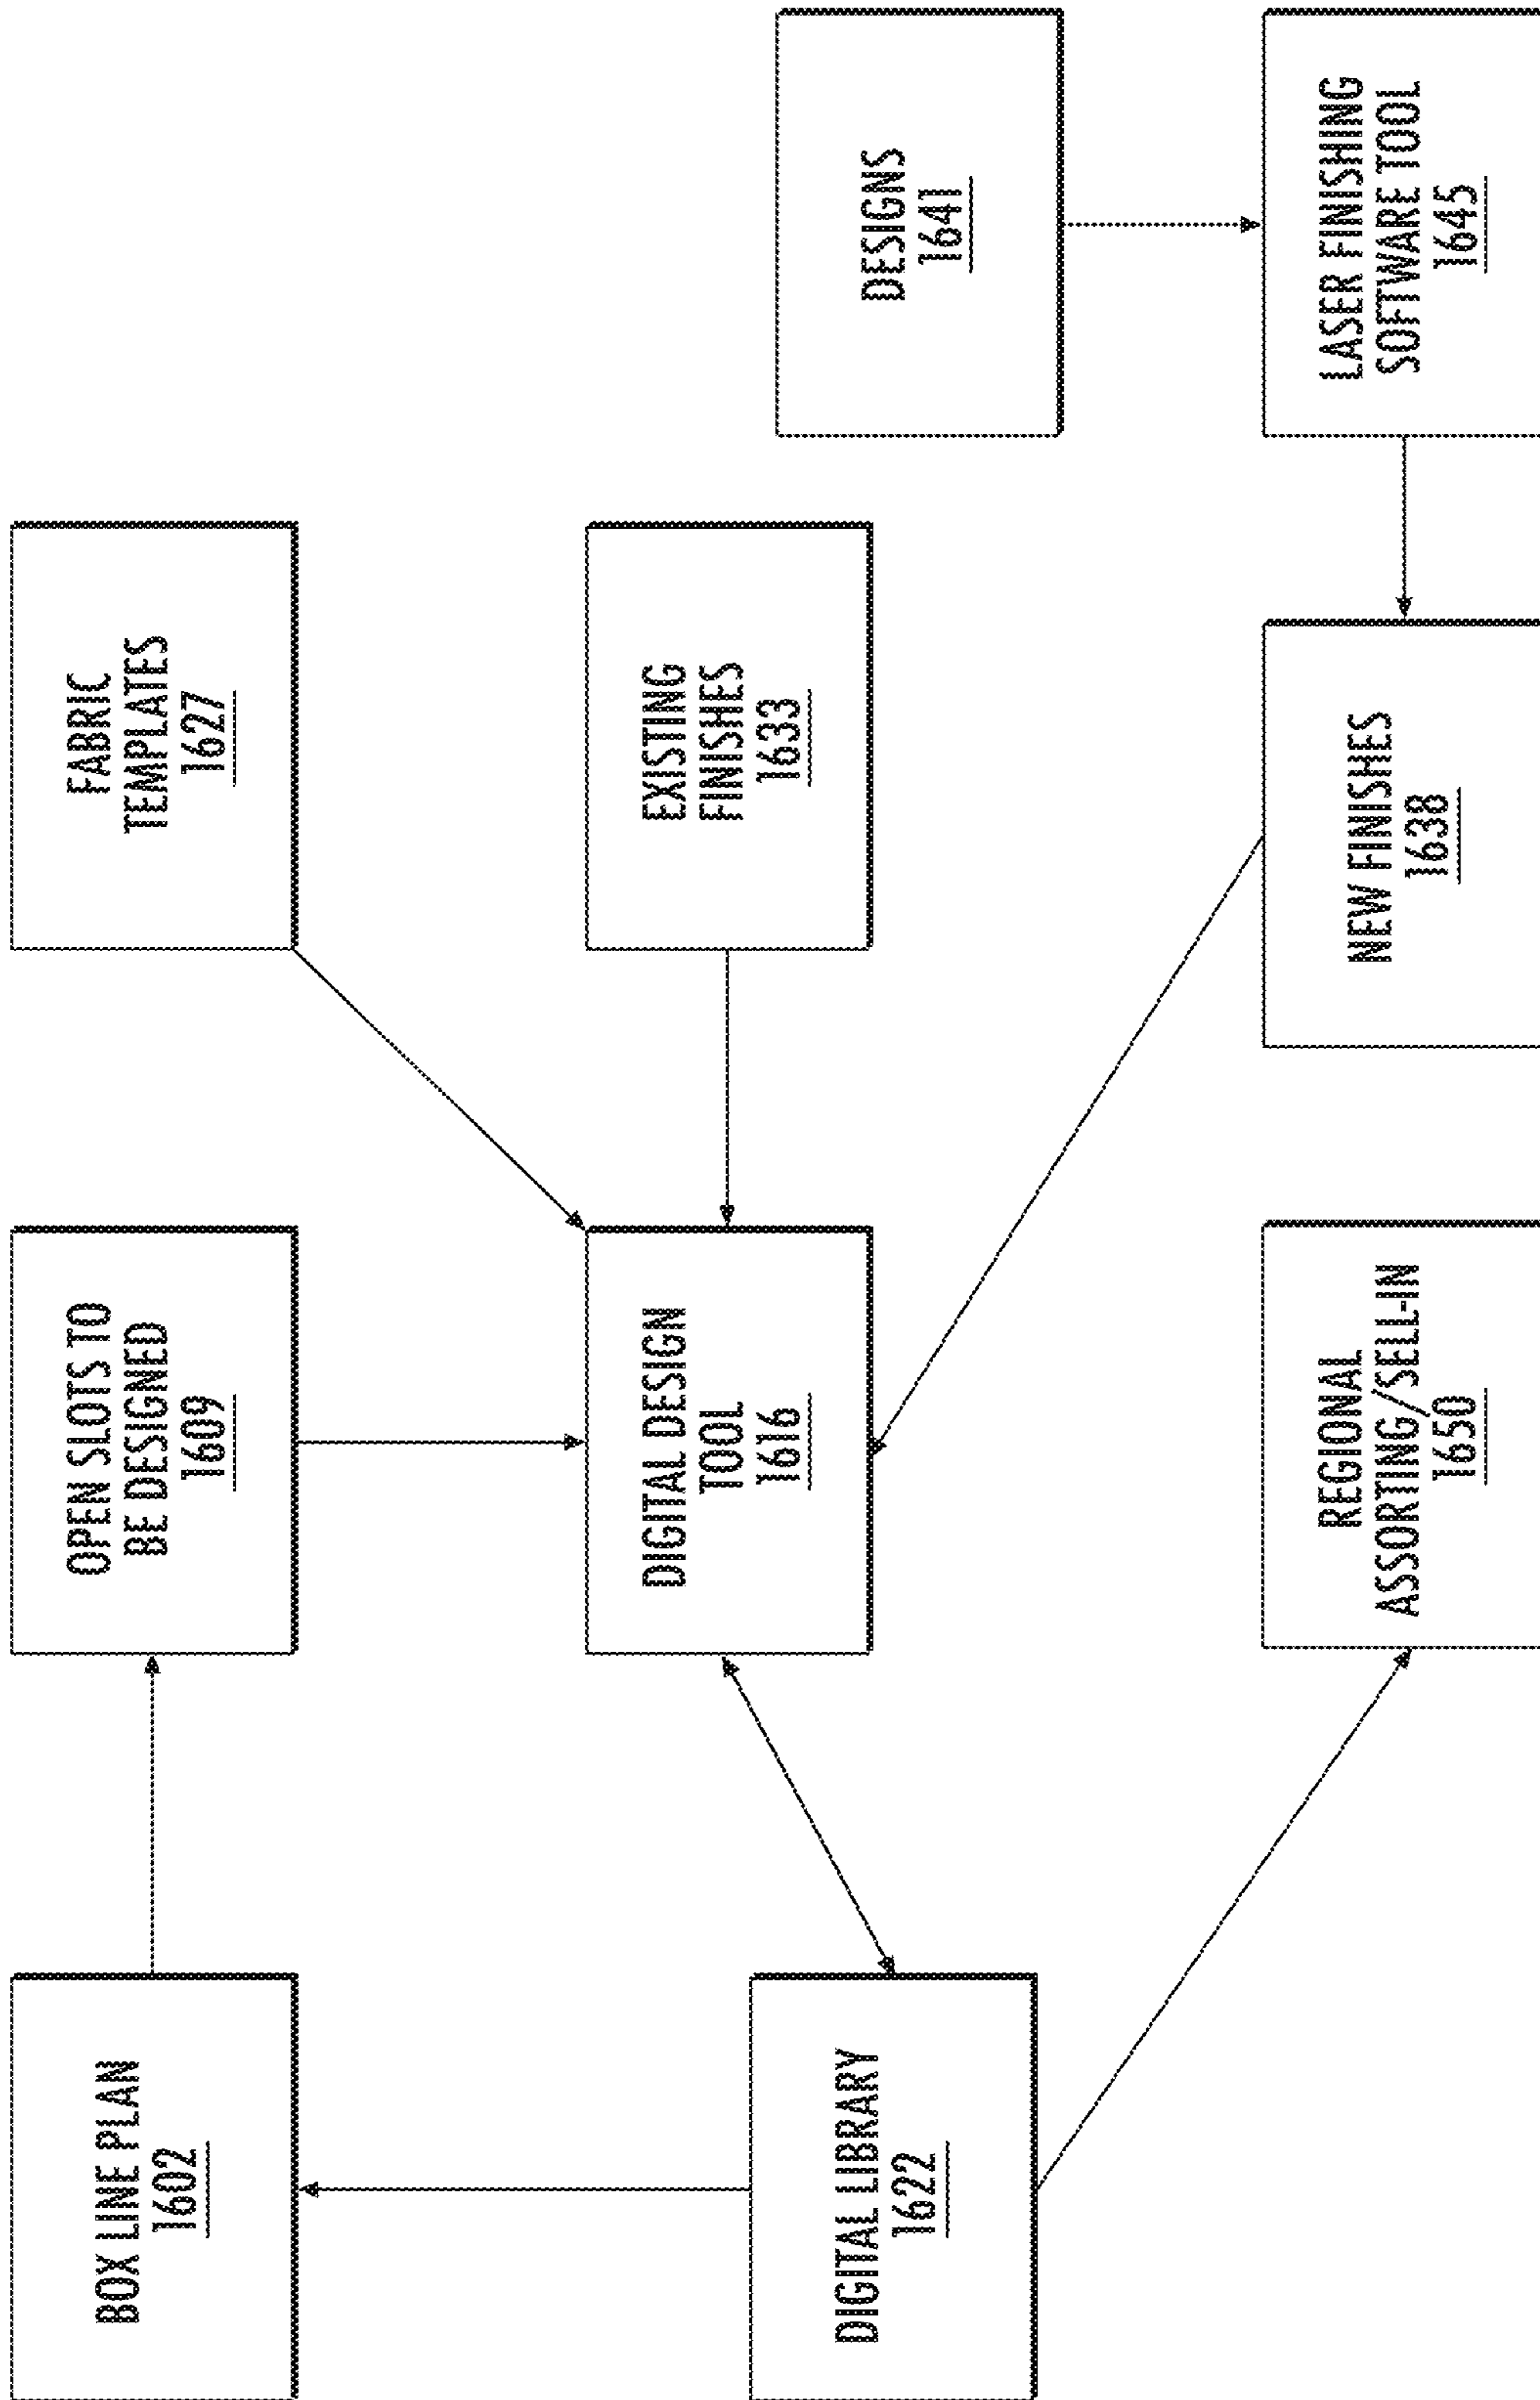 BOX LINE PLAN
1602
OPEN SLOTS TO
BE DESIGNED
1609
FABRIC
TEMPLATES
1627
DIGITAL DESIGN
TOOL
1616
EXISTING
FINISHES
1633
DIGITAL LIBRARY
1622
DESIGNS
1641
REGIONAL
ASSORTING/SELL-IN
1650
NEW FINISHES
1638
LASER FINISHING
SOFTWARE TOOL
1645